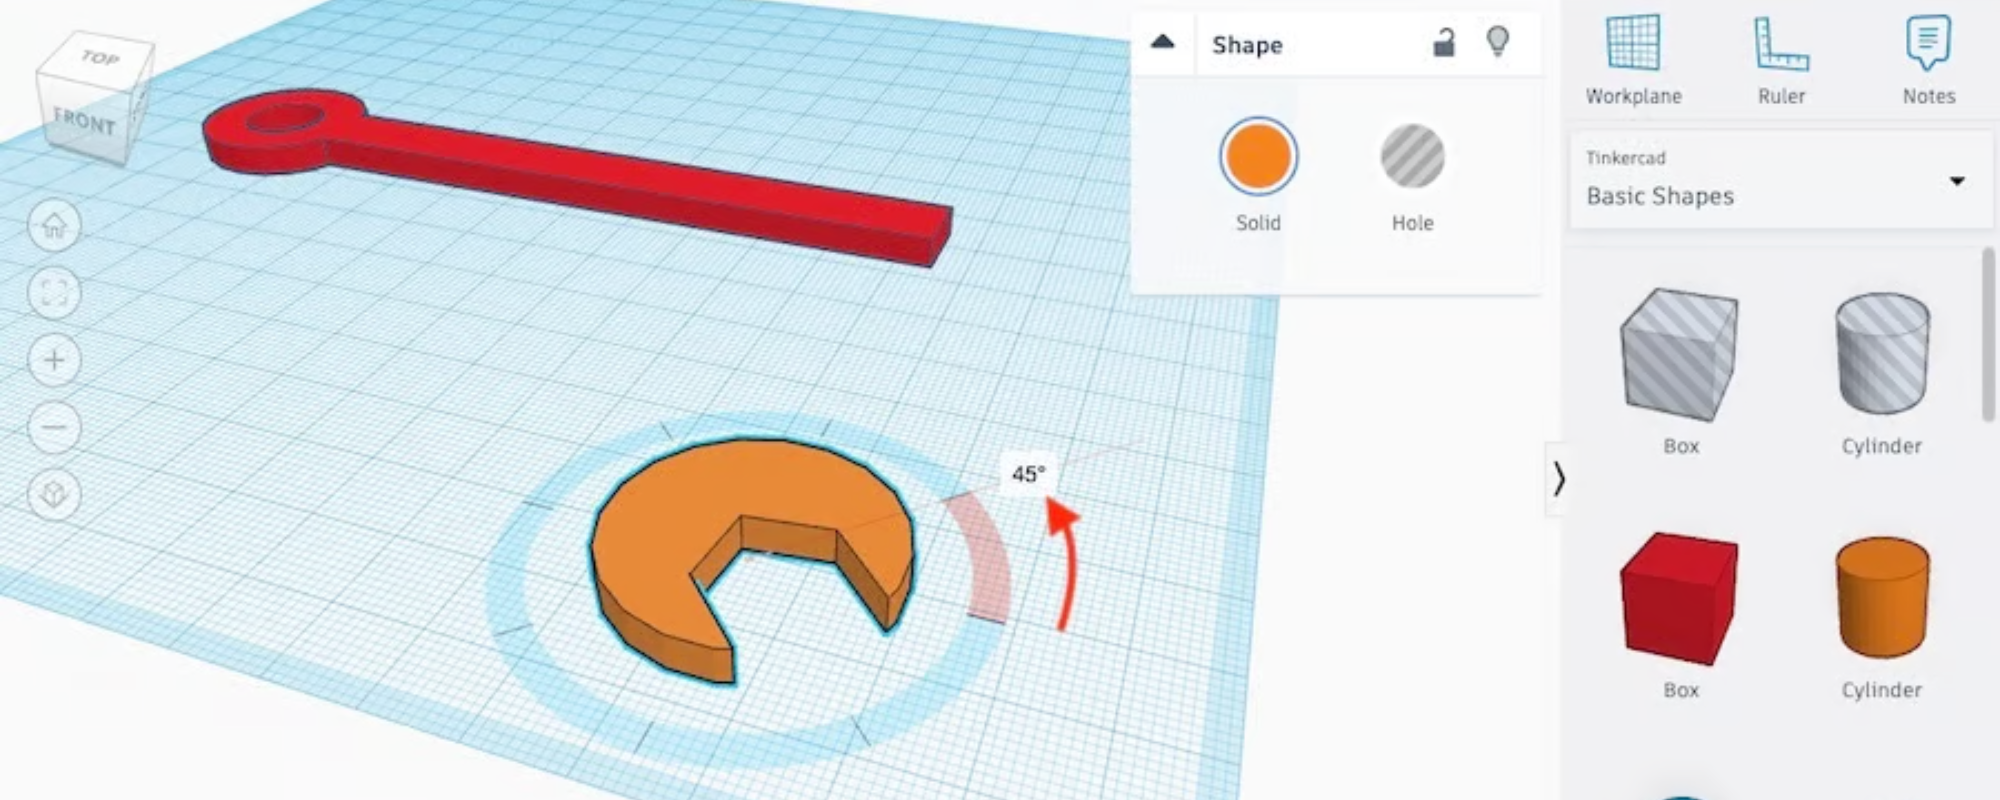 TOP
FRONT
Shape
Solid
Hole
45°
Workplane
Ruler
Notes
Tinkercad
Basic Shapes
Box
Cylinder
Box
Cylinder